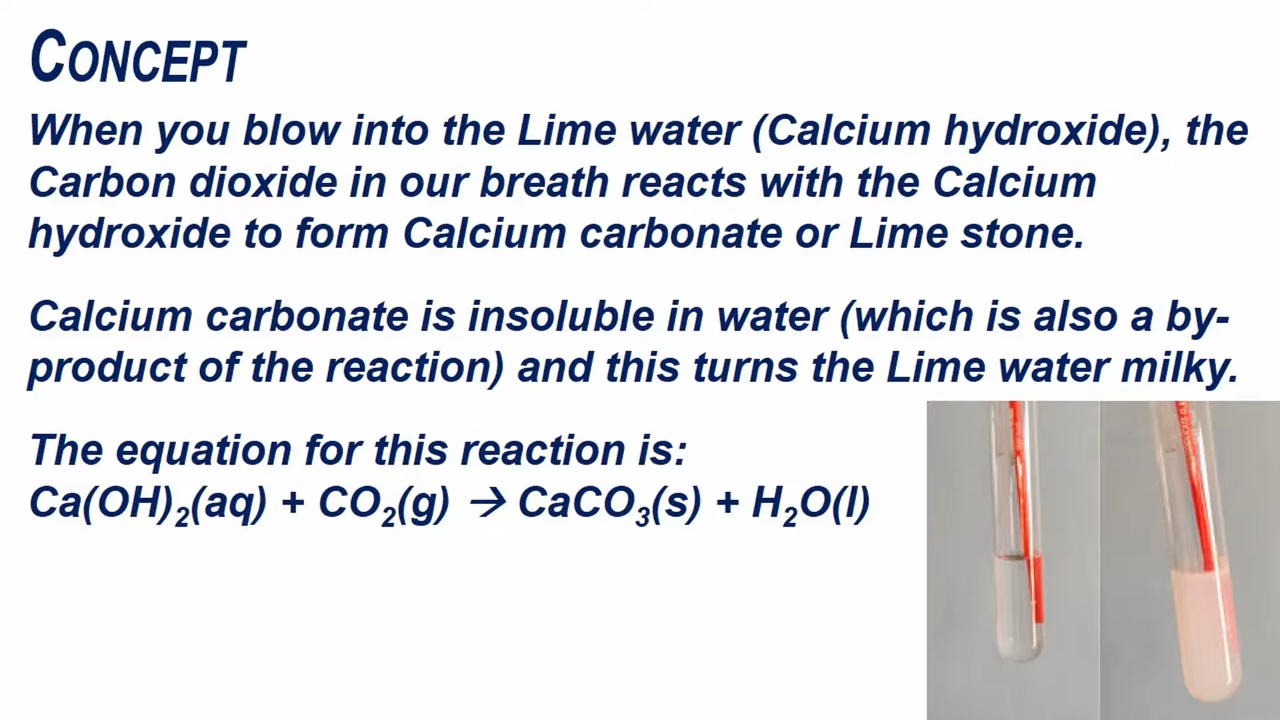 CONCEPT
When you blow into the Lime water (Calcium hydroxide), the
Carbon dioxide in our breath reacts with the Calcium
hydroxide to form Calcium carbonate or Lime stone.
Calcium carbonate is insoluble in water (which is also a by-
product of the reaction) and this turns the Lime water milky.
The equation for this reaction is:
Ca(OH)₂(aq) + CO₂(g) → CaCO₃(s) + H₂O(l)